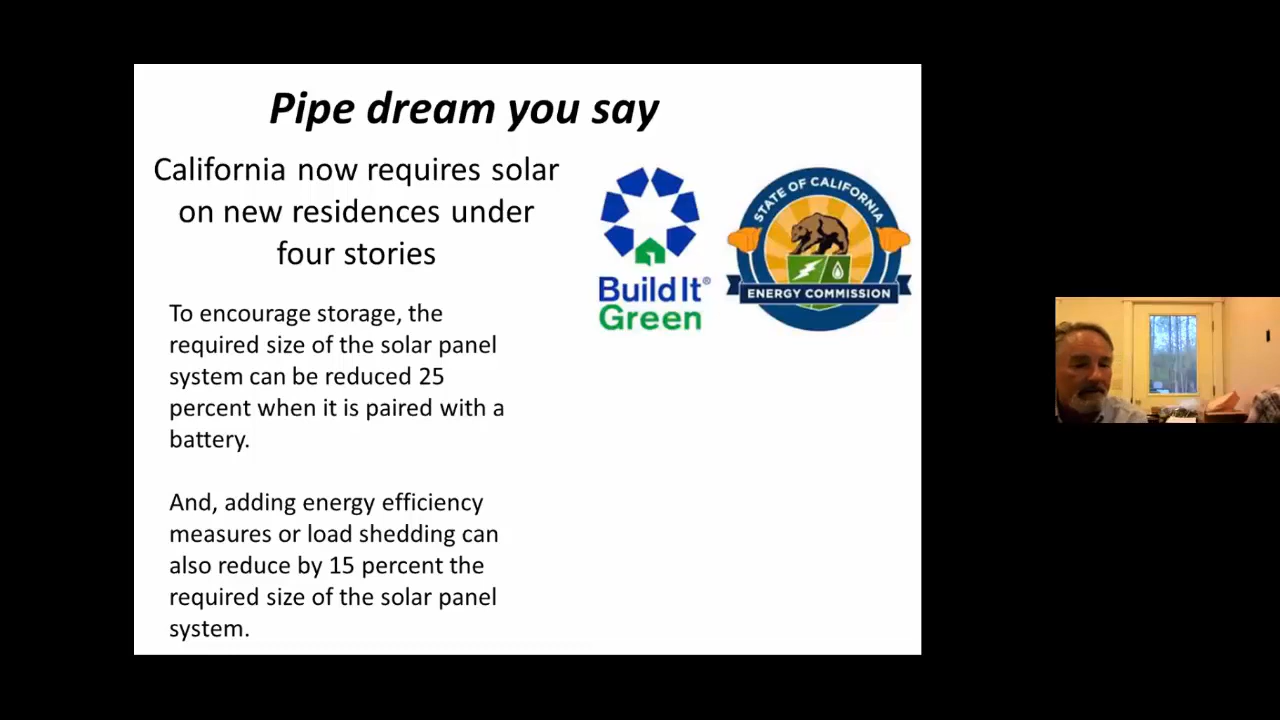 Pipe dream you say
California now requires solar
on new residences under
four stories
To encourage storage, the
required size of the solar panel
system can be reduced 25
percent when it is paired with a
battery.
And, adding energy efficiency
measures or load shedding can
also reduce by 15 percent the
required size of the solar panel
system.
Build It®
Green
STATE OF CALIFORNIA
ENERGY COMMISSION